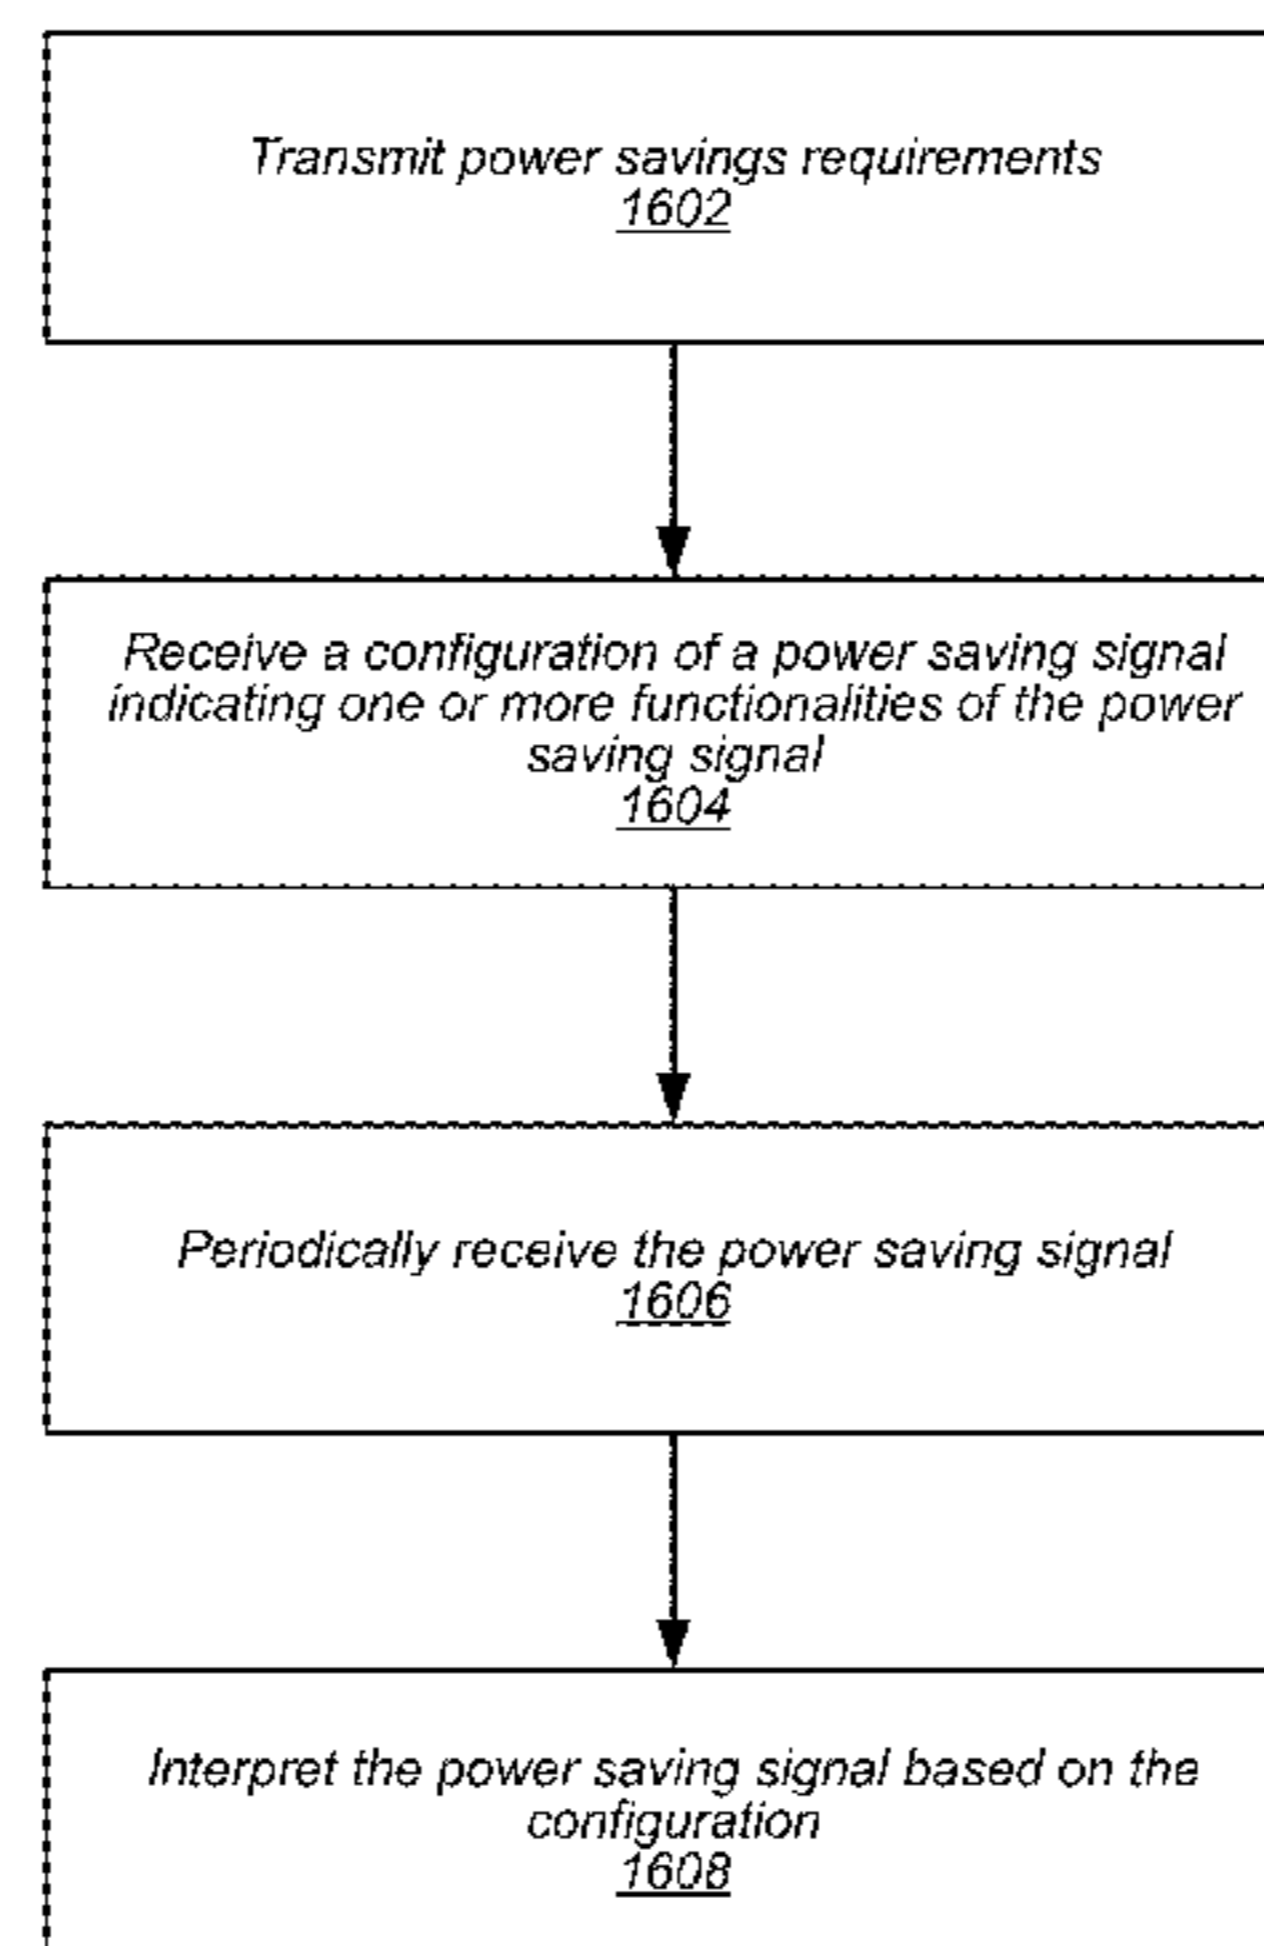 Transmit power savings requirements
1602
Receive a configuration of a power saving signal
indicating one or more functionalities of the power
saving signal
1604
Periodically receive the power saving signal
1606
Interpret the power saving signal based on the
configuration
1608